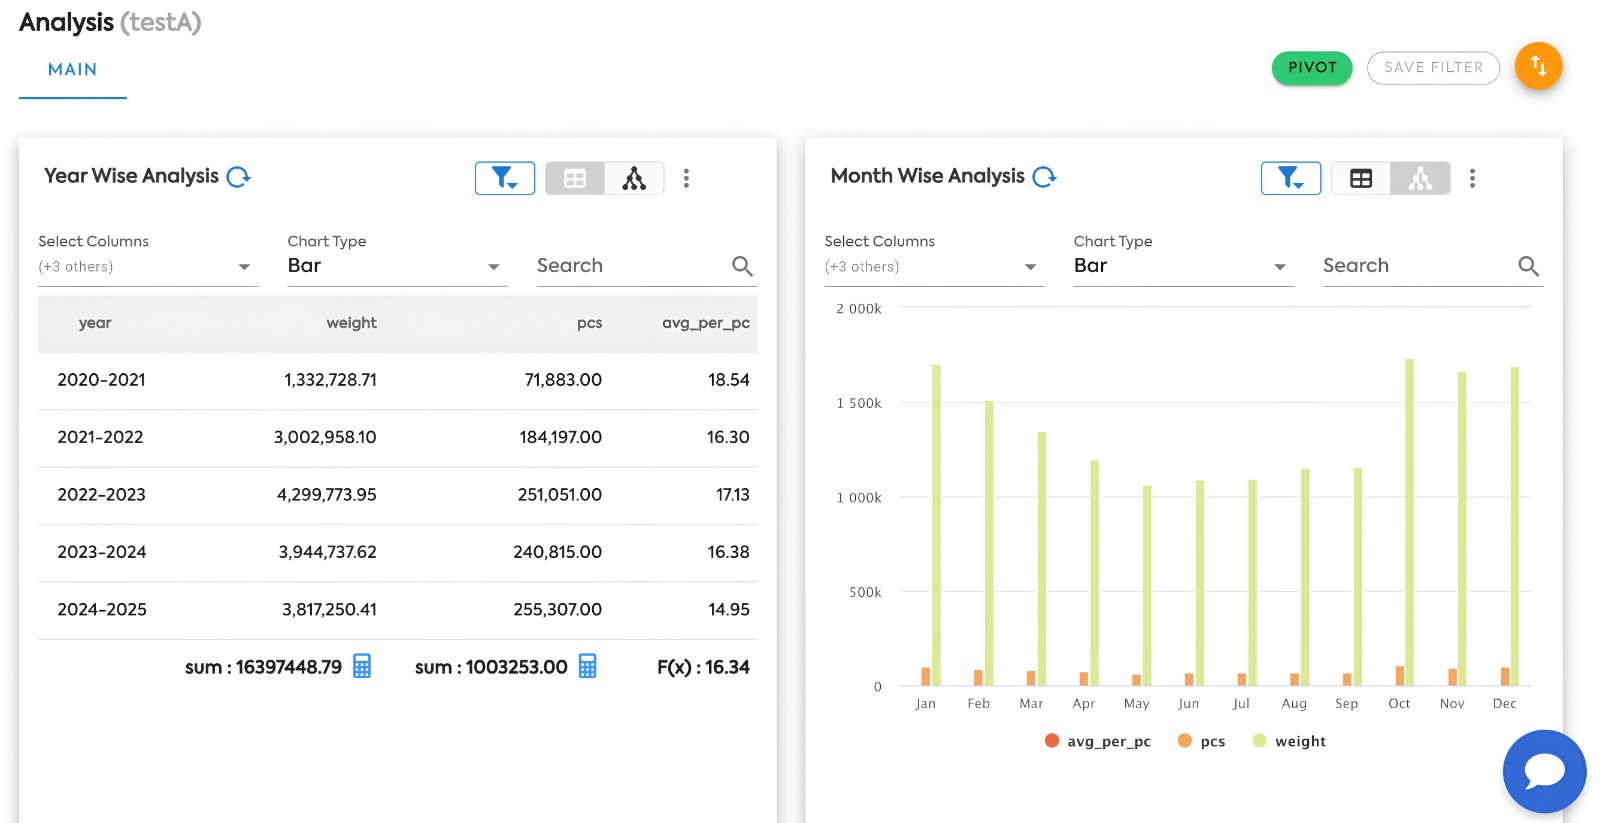 Analysis (testA)
MAIN
PIVOT
SAVE FILTER
Year Wise Analysis
Select Columns
(+3 others)
Chart Type
Bar
Search
year weight pcs avg_per_pc
2020-2021 1,332,728.71 71,883.00 18.54
2021-2022 3,002,958.10 184,197.00 16.30
2022-2023 4,299,773.95 251,051.00 17.13
2023-2024 3,944,737.62 240,815.00 16.38
2024-2025 3,817,250.41 255,307.00 14.95
sum : 16397448.79 sum : 1003253.00 F(x) : 16.34
Month Wise Analysis
Select Columns
(+3 others)
Chart Type
Bar
Search
2 000k
1 500k
1 000k
500k
0
Jan Feb Mar Apr May Jun Jul Aug Sep Oct Nov Dec
avg_per_pc pcs weight